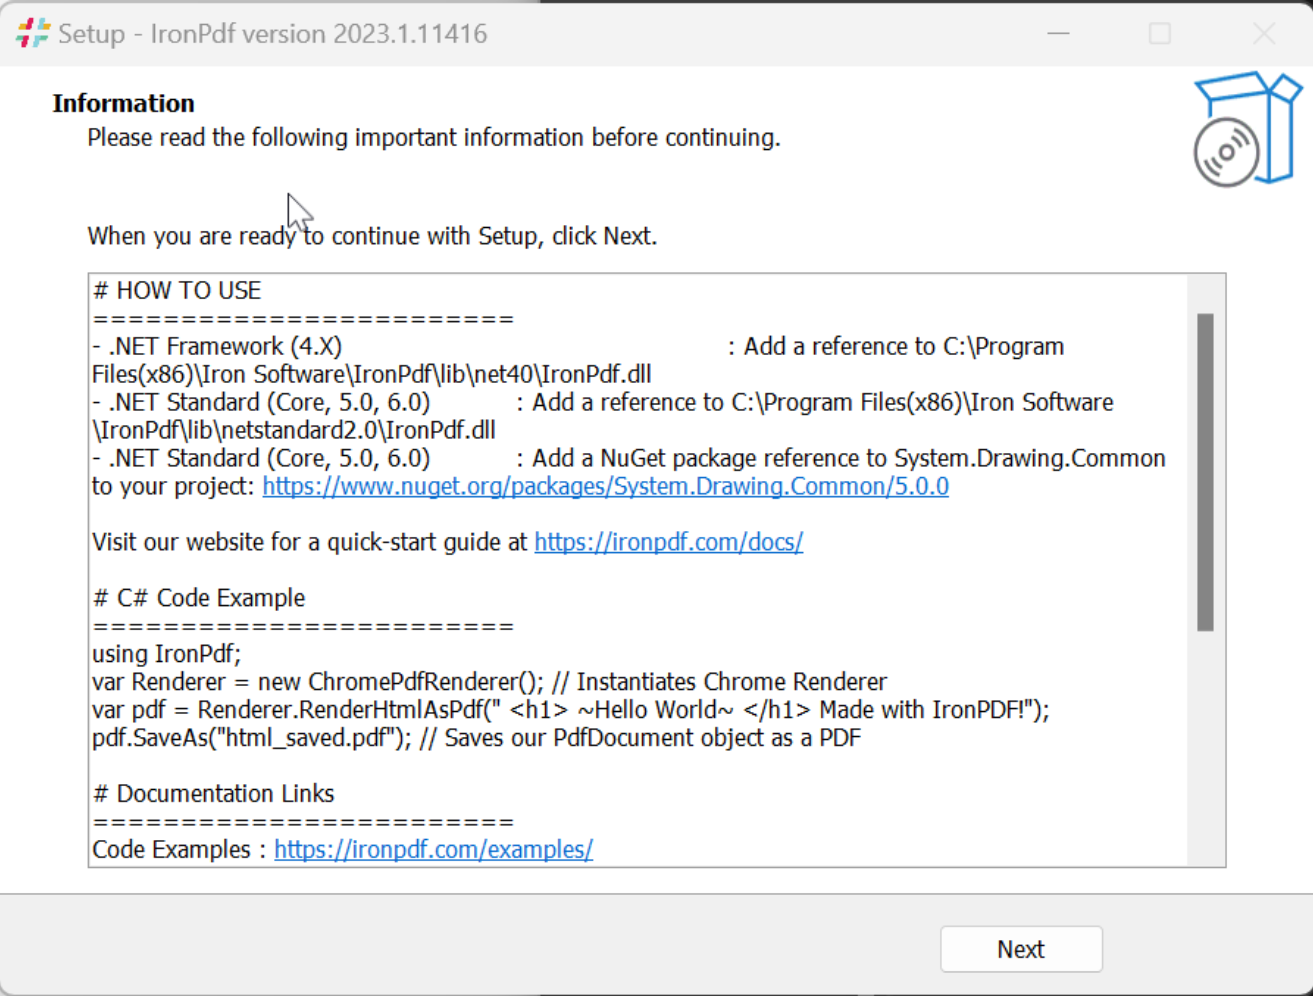 Setup - IronPdf version 2023.1.11416
Information
Please read the following important information before continuing.
When you are ready to continue with Setup, click Next.
# HOW TO USE
========================
- .NET Framework (4.X) : Add a reference to C:\Program
Files(x86)\Iron Software\IronPdf\lib\net40\IronPdf.dll
- .NET Standard (Core, 5.0, 6.0) : Add a reference to C:\Program Files(x86)\Iron Software
\IronPdf\lib\netstandard2.0\IronPdf.dll
- .NET Standard (Core, 5.0, 6.0) : Add a NuGet package reference to System.Drawing.Common
to your project: https://www.nuget.org/packages/System.Drawing.Common/5.0.0
Visit our website for a quick-start guide at https://ironpdf.com/docs/
# C# Code Example
========================
using IronPdf;
var Renderer = new ChromePdfRenderer(); // Instantiates Chrome Renderer
var pdf = Renderer.RenderHtmlAsPdf(" <h1> ~Hello World~ </h1> Made with IronPDF!");
pdf.SaveAs("html_saved.pdf"); // Saves our PdfDocument object as a PDF
# Documentation Links
========================
Code Examples : https://ironpdf.com/examples/
Next